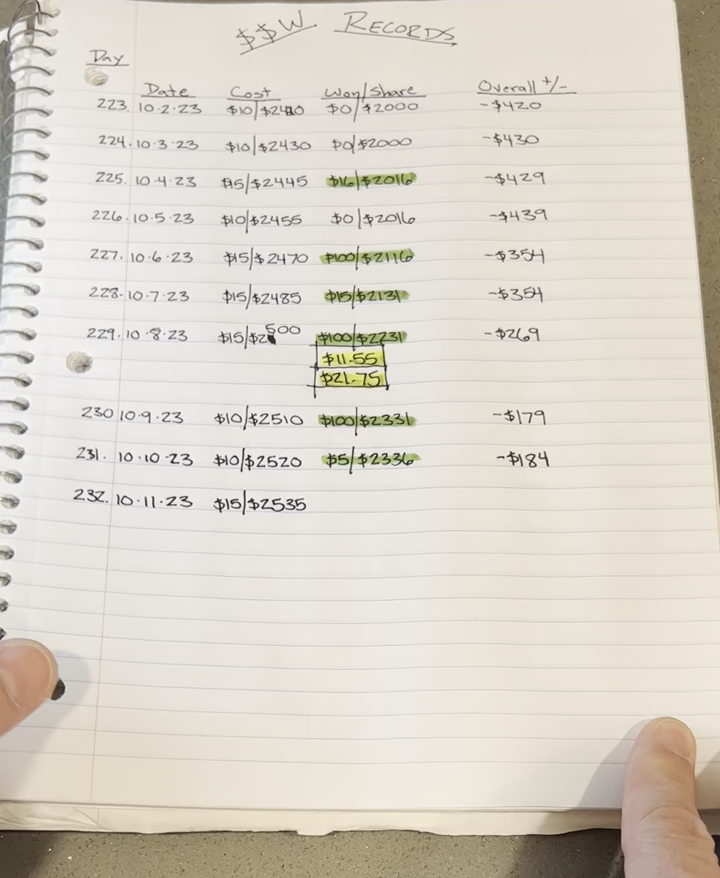 $$W RECORDS
Day
Date Cost Won/Share Overall +/-
223. 10·2·23 $10/$2420 $0/$2000 -$420
224. 10·3·23 $10/$2430 $0/$2000 -$430
225. 10·4·23 $15/$2445 $16/$2016 -$429
226. 10·5·23 $10/$2455 $0/$2016 -$439
227. 10·6·23 $15/$2470 $100/$2116 -$354
228. 10·7·23 $15/$2485 $15/$2131 -$354
229. 10·8·23 $15/$2500 $100/$2231 -$269
$11.55
$21.75
230 10·9·23 $10/$2510 $100/$2331 -$179
231. 10·10·23 $10/$2520 $5/$2336 -$184
232. 10·11·23 $15/$2535